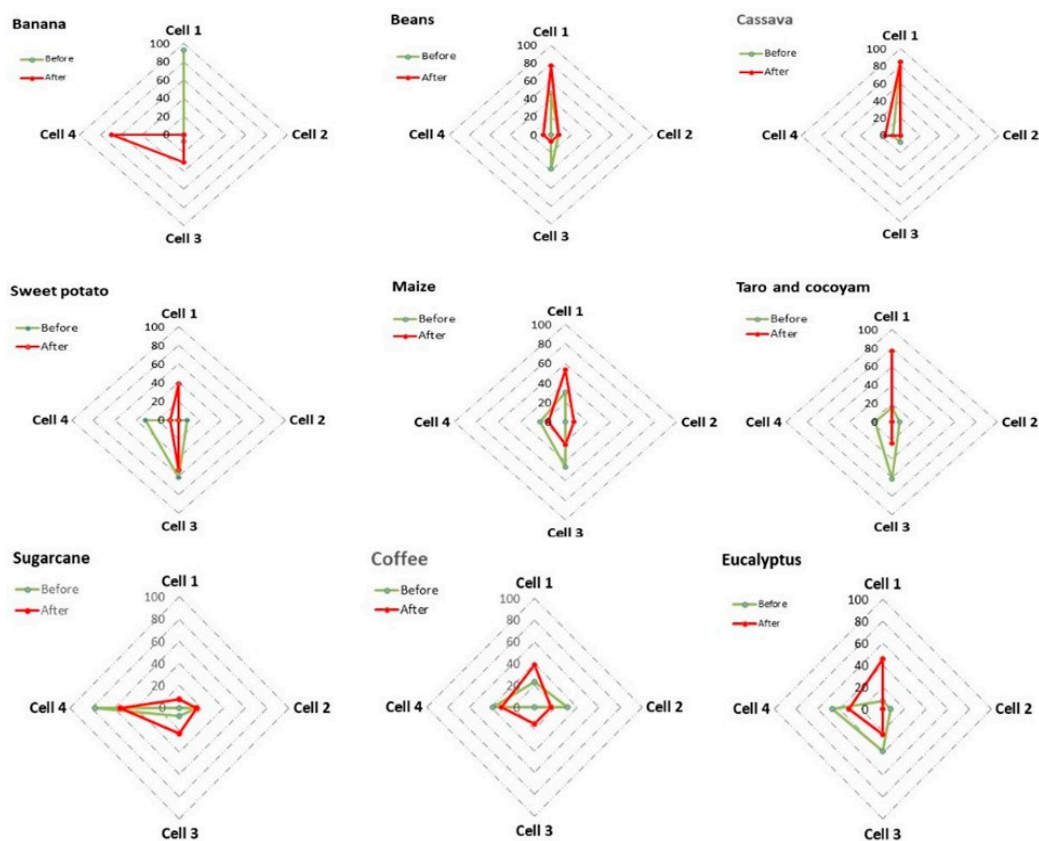 Banana
Before
After
Cell 1
100
80
60
40
20
0
Cell 4
Cell 2
Cell 3
Beans
Before
After
Cell 1
100
80
60
40
20
0
Cell 4
Cell 2
Cell 3
Cassava
Before
After
Cell 1
100
80
60
40
20
0
Cell 4
Cell 2
Cell 3
Sweet potato
Before
After
Cell 1
100
80
60
40
20
0
Cell 4
Cell 2
Cell 3
Maize
Before
After
Cell 1
100
80
60
40
20
0
Cell 4
Cell 2
Cell 3
Taro and cocoyam
Before
After
Cell 1
100
80
60
40
20
0
Cell 4
Cell 2
Cell 3
Sugarcane
Before
After
Cell 1
100
80
60
40
20
0
Cell 4
Cell 2
Cell 3
Coffee
Before
After
Cell 1
100
80
60
40
20
0
Cell 4
Cell 2
Cell 3
Eucalyptus
Before
After
Cell 1
100
80
60
40
20
0
Cell 4
Cell 2
Cell 3